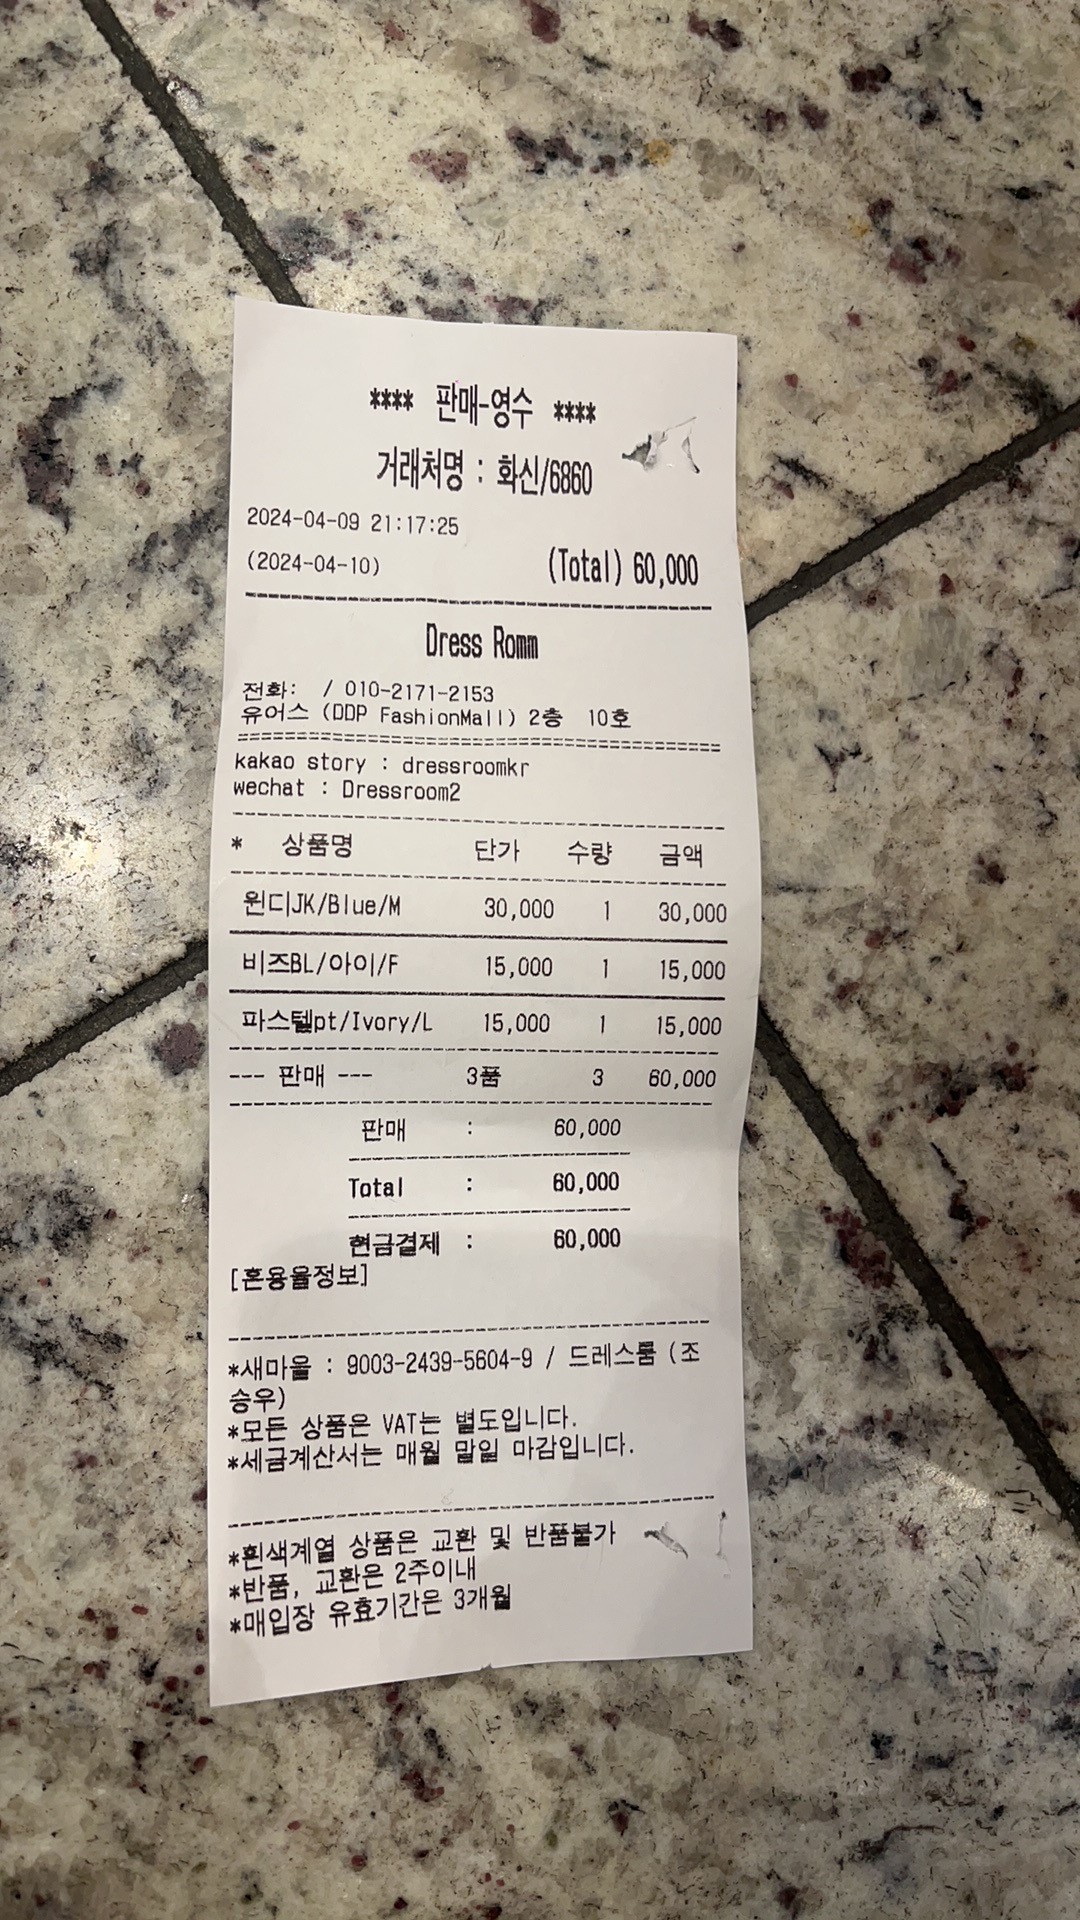 **** 판매-영수 ****
거래처명 : 화신/6860
2024-04-09 21:17:25
(2024-04-10) (Total) 60,000
Dress Romm
전화:  / 010-2171-2153
유어스 (DDP FashionMall) 2층 10호
kakao story : dressroomkr
wechat : Dressroom2
* 상품명 단가 수량 금액
윈디JK/Blue/M 30,000 1 30,000
비즈BL/아이/F 15,000 1 15,000
파스텔pt/Ivory/L 15,000 1 15,000
--- 판매 --- 3품 3 60,000
판매 : 60,000
Total : 60,000
현금결제 : 60,000
[혼용율정보]
*새마을 : 9003-2439-5604-9 / 드레스룸 (조
승우)
*모든 상품은 VAT는 별도입니다.
*세금계산서는 매월 말일 마감입니다.
*흰색계열 상품은 교환 및 반품불가
*반품, 교환은 2주이내
*매입장 유효기간은 3개월